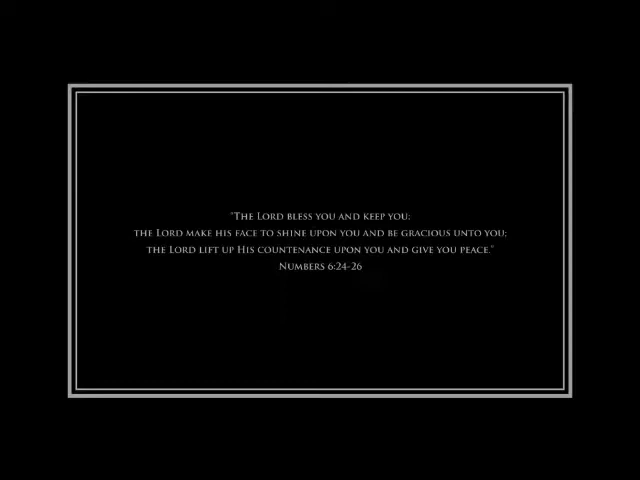 "The Lord bless you and keep you;
the Lord make his face to shine upon you and be gracious unto you;
the Lord lift up His countenance upon you and give you peace."
Numbers 6:24-26